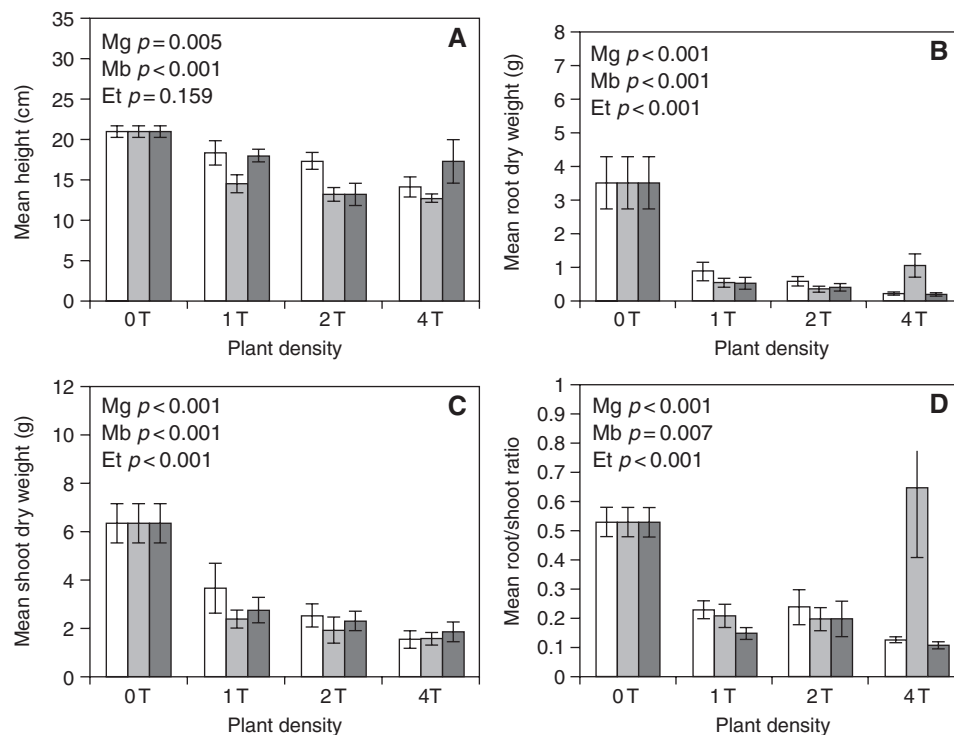 A
Mg p = 0.005
Mb p < 0.001
Et p = 0.159
Mean height (cm)
35
30
25
20
15
10
5
0
0 T 1 T 2 T 4 T
Plant density
B
Mg p < 0.001
Mb p < 0.001
Et p < 0.001
Mean root dry weight (g)
8
7
6
5
4
3
2
1
0
0 T 1 T 2 T 4 T
Plant density
C
Mg p < 0.001
Mb p < 0.001
Et p < 0.001
Mean shoot dry weight (g)
12
10
8
6
4
2
0
0 T 1 T 2 T 4 T
Plant density
D
Mg p < 0.001
Mb p = 0.007
Et p < 0.001
Mean root/shoot ratio
1
0.9
0.8
0.7
0.6
0.5
0.4
0.3
0.2
0.1
0
0 T 1 T 2 T 4 T
Plant density